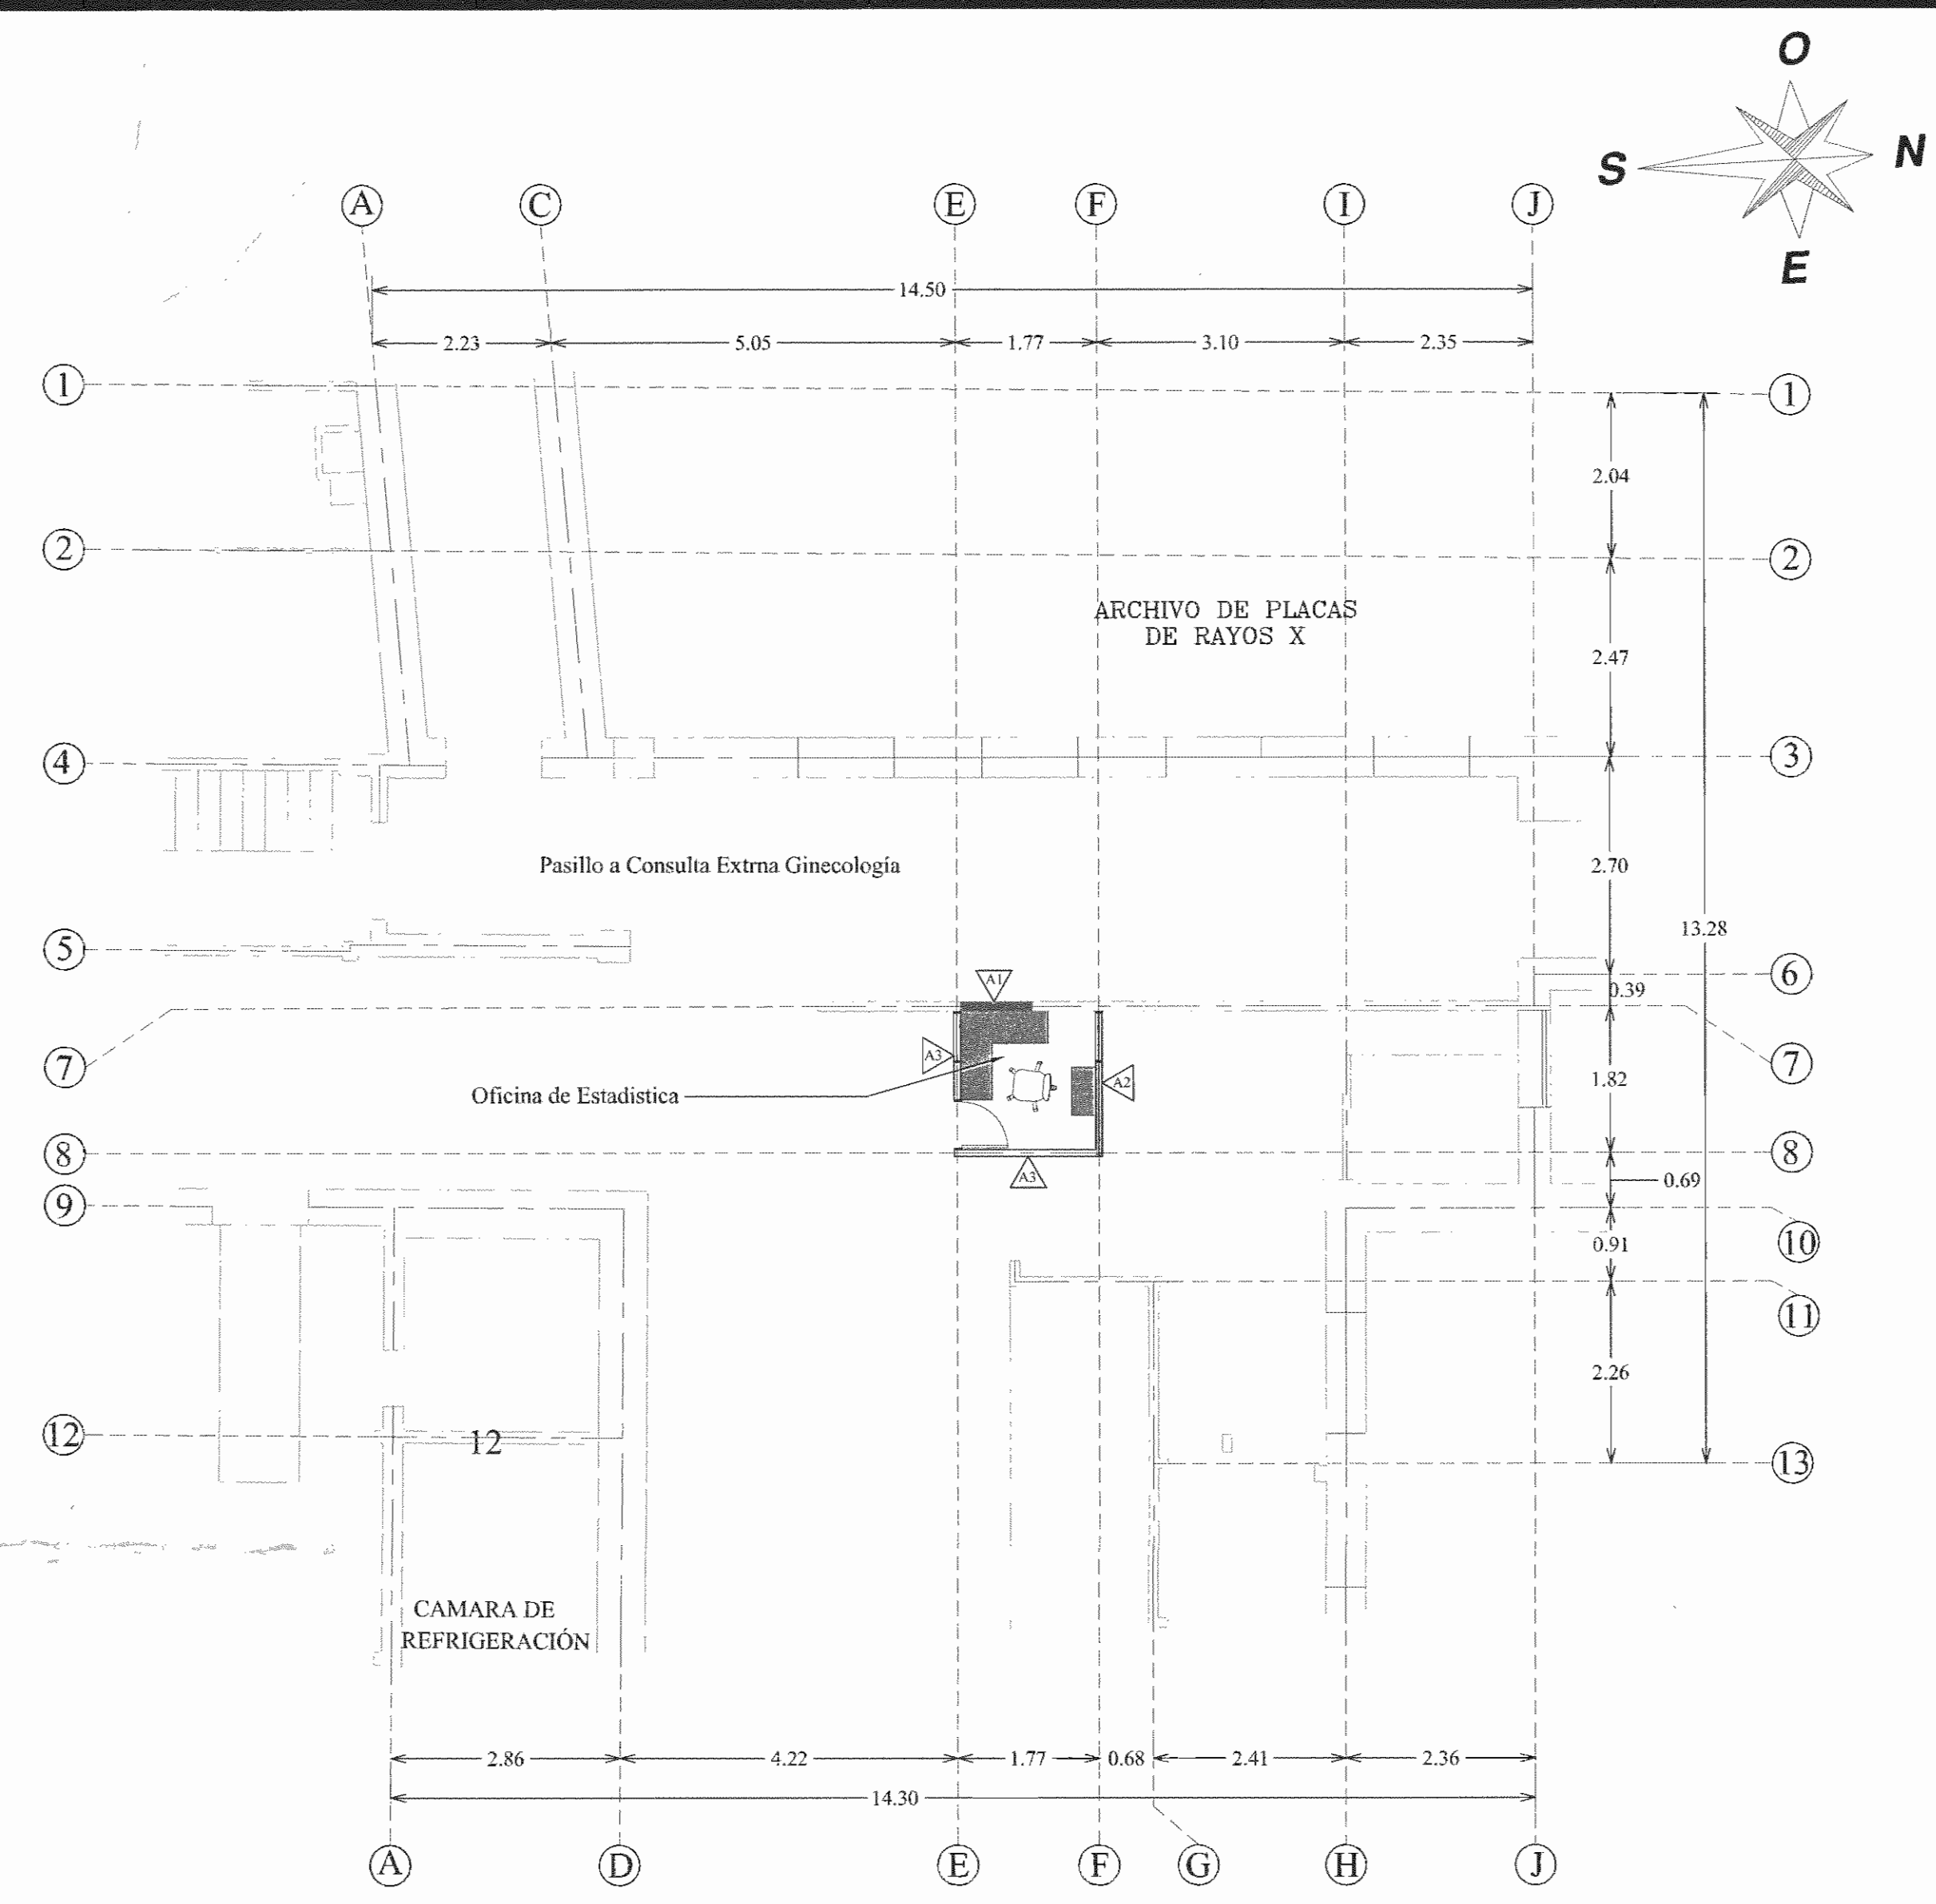 O
S
N
E
A
C
E
F
I
J
14.50
2.23
5.05
1.77
3.10
2.35
1
1
2.04
2
2
ARCHIVO DE PLACAS
DE RAYOS X
2.47
4
3
Pasillo a Consulta Extrna Ginecología
2.70
13.28
5
6
A1
0.39
A3
7
7
A2
1.82
Oficina de Estadistica
8
8
A3
0.69
9
10
0.91
11
2.26
12
12
13
CAMARA DE
REFRIGERACIÓN
2.86
4.22
1.77
0.68
2.41
2.36
14.30
A
D
E
F
G
H
J